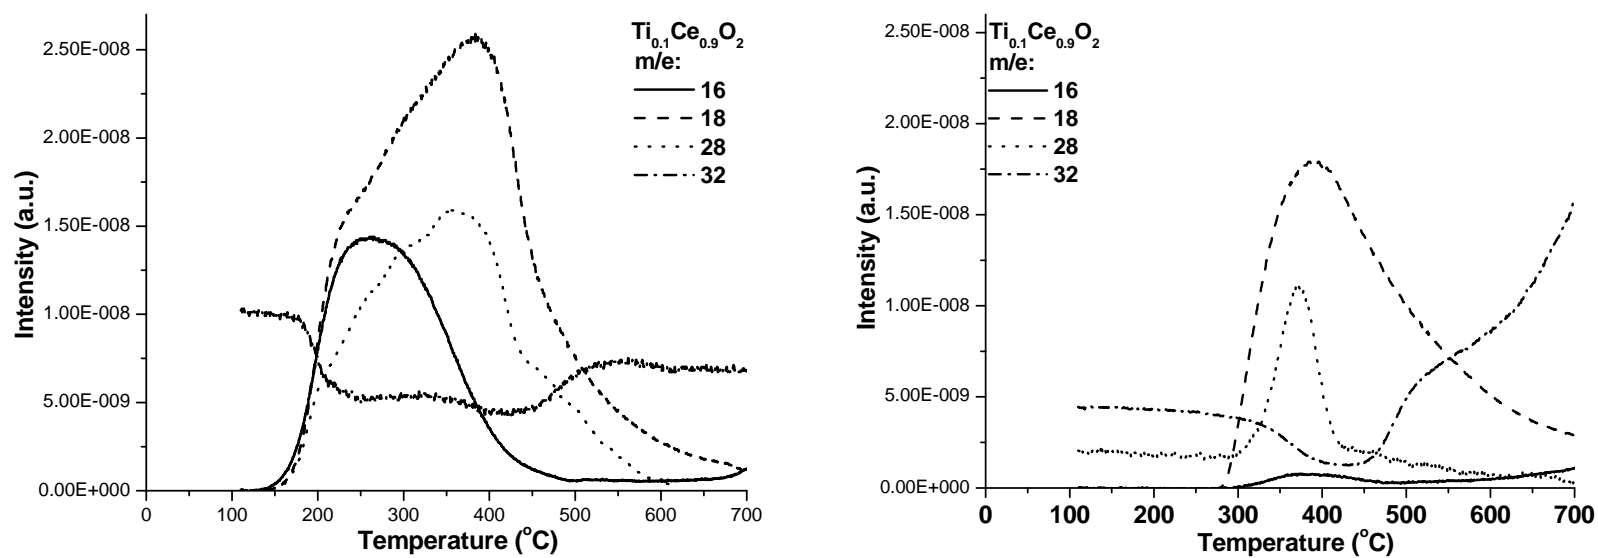 Ti0.1Ce0.9O2
m/e:
16
18
28
32
2.50E-008
2.00E-008
1.50E-008
1.00E-008
5.00E-009
0.00E+000
Intensity (a.u.)
0 100 200 300 400 500 600 700
Temperature (oC)
Ti0.1Ce0.9O2
m/e:
16
18
28
32
2.50E-008
2.00E-008
1.50E-008
1.00E-008
5.00E-009
0.00E+000
Intensity (a.u.)
0 100 200 300 400 500 600 700
Temperature (oC)